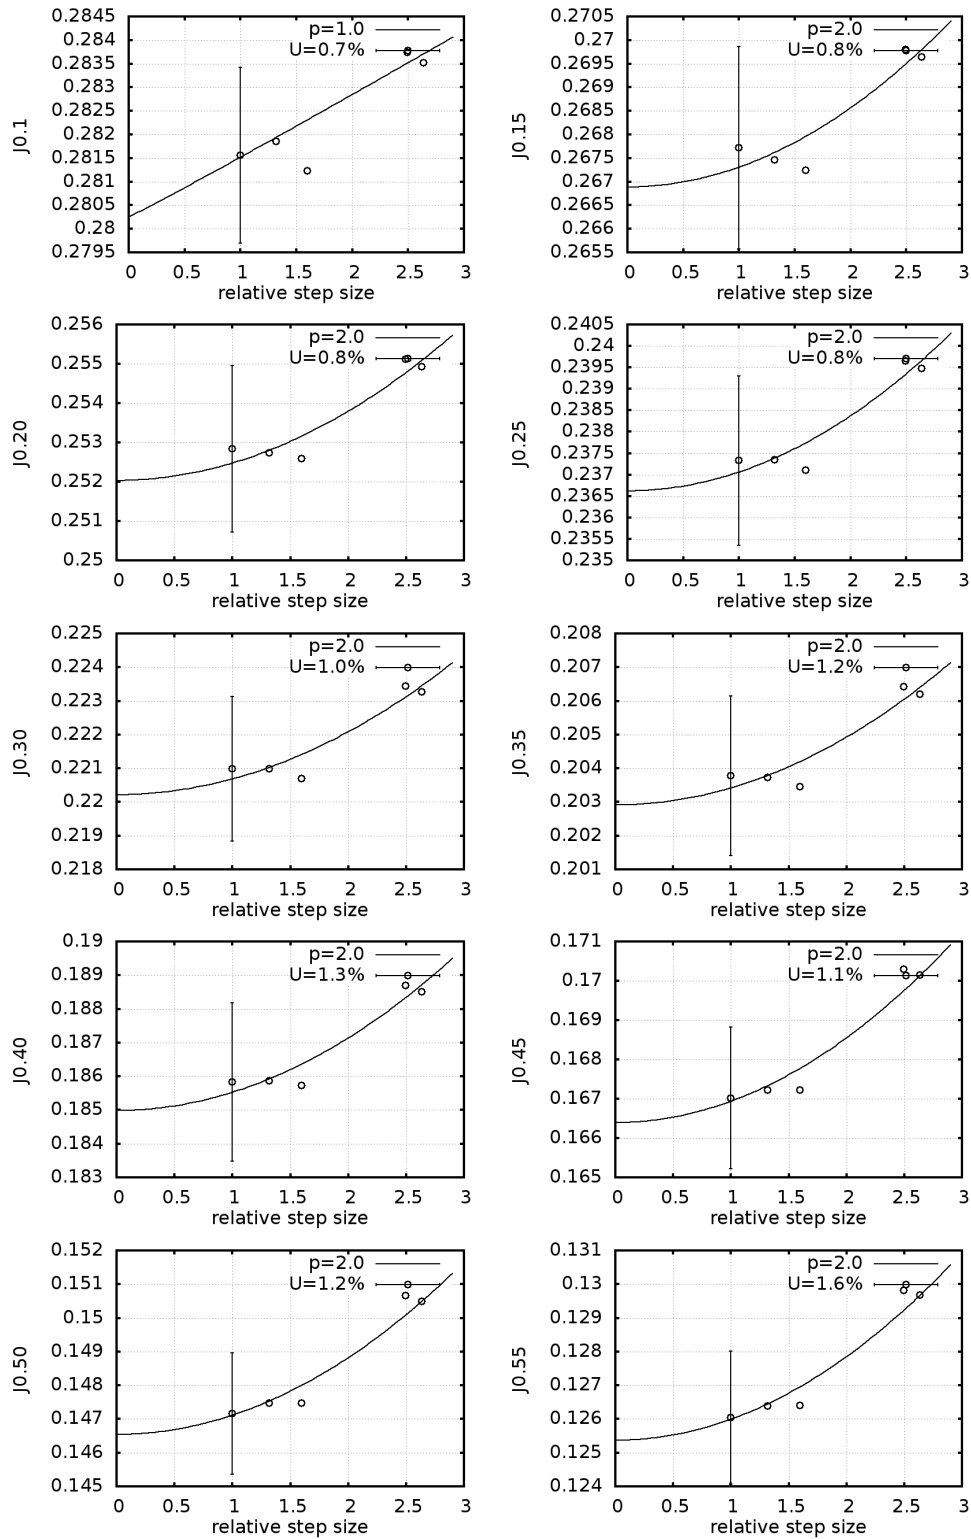 J0.1
0.2845
0.284
0.2835
0.283
0.2825
0.282
0.2815
0.281
0.2805
0.28
0.2795
p=1.0
U=0.7%
0 0.5 1 1.5 2 2.5 3
relative step size
J0.15
0.2705
0.27
0.2695
0.269
0.2685
0.268
0.2675
0.267
0.2665
0.266
0.2655
p=2.0
U=0.8%
0 0.5 1 1.5 2 2.5 3
relative step size
J0.20
0.256
0.255
0.254
0.253
0.252
0.251
0.25
p=2.0
U=0.8%
0 0.5 1 1.5 2 2.5 3
relative step size
J0.25
0.2405
0.24
0.2395
0.239
0.2385
0.238
0.2375
0.237
0.2365
0.236
0.2355
0.235
p=2.0
U=0.8%
0 0.5 1 1.5 2 2.5 3
relative step size
J0.30
0.225
0.224
0.223
0.222
0.221
0.22
0.219
0.218
p=2.0
U=1.0%
0 0.5 1 1.5 2 2.5 3
relative step size
J0.35
0.208
0.207
0.206
0.205
0.204
0.203
0.202
0.201
p=2.0
U=1.2%
0 0.5 1 1.5 2 2.5 3
relative step size
J0.40
0.19
0.189
0.188
0.187
0.186
0.185
0.184
0.183
p=2.0
U=1.3%
0 0.5 1 1.5 2 2.5 3
relative step size
J0.45
0.171
0.17
0.169
0.168
0.167
0.166
0.165
p=2.0
U=1.1%
0 0.5 1 1.5 2 2.5 3
relative step size
J0.50
0.152
0.151
0.15
0.149
0.148
0.147
0.146
0.145
p=2.0
U=1.2%
0 0.5 1 1.5 2 2.5 3
relative step size
J0.55
0.131
0.13
0.129
0.128
0.127
0.126
0.125
0.124
p=2.0
U=1.6%
0 0.5 1 1.5 2 2.5 3
relative step size